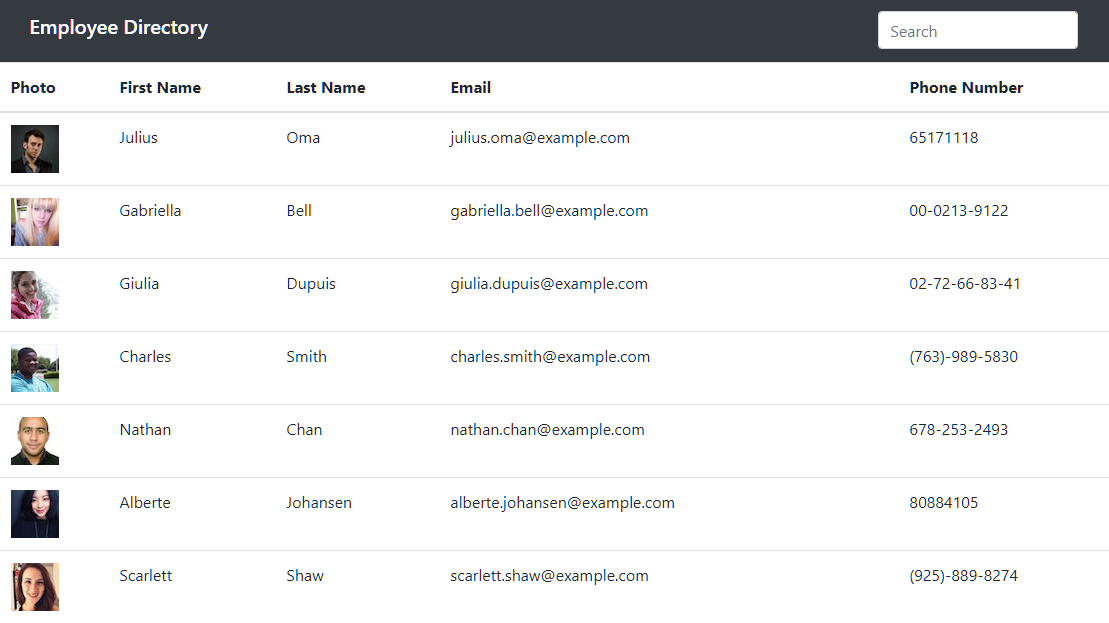 Employee Directory Search
Photo First Name Last Name Email Phone Number
Julius Oma julius.oma@example.com 65171118
Gabriella Bell gabriella.bell@example.com 00-0213-9122
Giulia Dupuis giulia.dupuis@example.com 02-72-66-83-41
Charles Smith charles.smith@example.com (763)-989-5830
Nathan Chan nathan.chan@example.com 678-253-2493
Alberte Johansen alberte.johansen@example.com 80884105
Scarlett Shaw scarlett.shaw@example.com (925)-889-8274